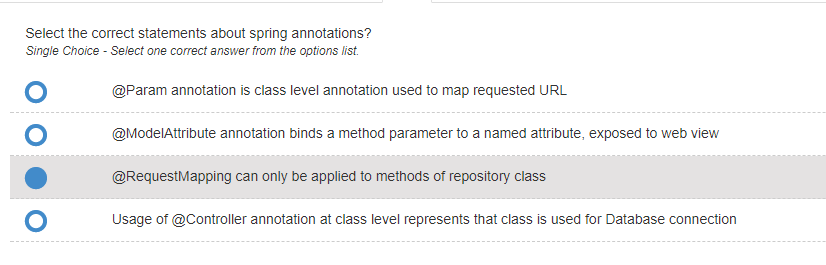 Select the correct statements about spring annotations?
Single Choice - Select one correct answer from the options list.
@Param annotation is class level annotation used to map requested URL
@ModelAttribute annotation binds a method parameter to a named attribute, exposed to web view
@RequestMapping can only be applied to methods of repository class
Usage of @Controller annotation at class level represents that class is used for Database connection